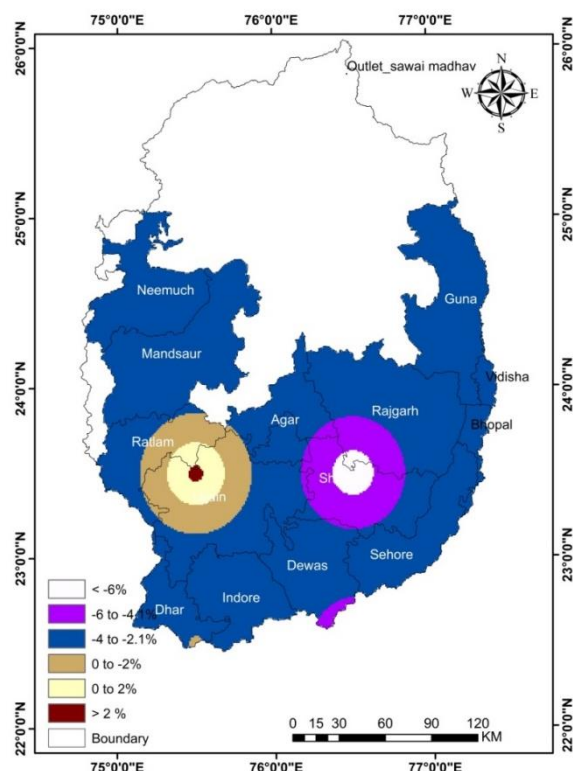 75°0'0"E 76°0'0"E 77°0'0"E
26°0'0"N 26°0'0"N
Outlet_sawai madhav
N
W E
S
25°0'0"N 25°0'0"N
Neemuch
Guna
Mandsaur
24°0'0"N 24°0'0"N
Vidisha
Rajgarh
Agar
Bhopal
Ratlam
23°0'0"N 23°0'0"N
Sehore
Dewas
Indore
Dhar
< -6%
-6 to -4.1%
-4 to -2.1%
0 to -2%
0 to 2%
> 2 %
Boundary
0 15 30 60 90 120
KM
22°0'0"N 22°0'0"N
75°0'0"E 76°0'0"E 77°0'0"E